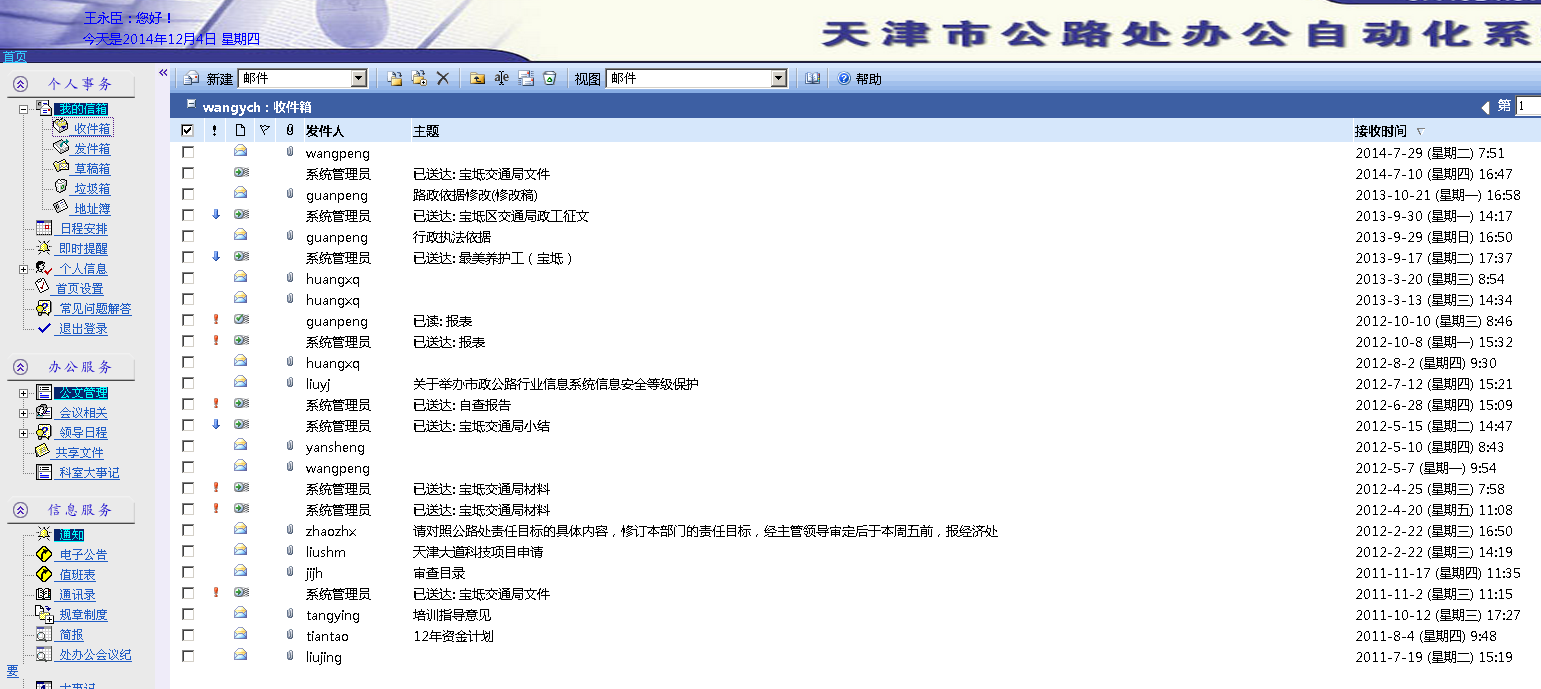 王永臣：您好！
今天是2014年12月4日 星期四
天津市公路处办公自动化系
首页
个人事务
我的信箱
收件箱
发件箱
草稿箱
垃圾箱
地址簿
日程安排
即时提醒
个人信息
首页设置
常见问题解答
退出登录
办公服务
公文管理
会议相关
领导日程
共享文件
科室大事记
信息服务
通知
电子公告
值班表
通讯录
规章制度
简报
处办公会议纪
要
大事记
新建 邮件 视图 邮件 帮助
wangych：收件箱 第 1
发件人 主题 接收时间
wangpeng 2014-7-29 (星期二) 7:51
系统管理员 已送达: 宝坻交通局文件 2014-7-10 (星期四) 16:47
guanpeng 路政依据修改(修改稿) 2013-10-21 (星期一) 16:58
系统管理员 已送达: 宝坻区交通局政工征文 2013-9-30 (星期一) 14:17
guanpeng 行政执法依据 2013-9-29 (星期日) 16:50
系统管理员 已送达: 最美养护工（宝坻） 2013-9-17 (星期二) 17:37
huangxq 2013-3-20 (星期三) 8:54
huangxq 2013-3-13 (星期三) 14:34
guanpeng 已读: 报表 2012-10-10 (星期三) 8:46
系统管理员 已送达: 报表 2012-10-8 (星期一) 15:32
huangxq 2012-8-2 (星期四) 9:30
liuyj 关于举办市政公路行业信息系统信息安全等级保护 2012-7-12 (星期四) 15:21
系统管理员 已送达: 自查报告 2012-6-28 (星期四) 15:09
系统管理员 已送达: 宝坻交通局小结 2012-5-15 (星期二) 14:47
yansheng 2012-5-10 (星期四) 8:43
wangpeng 2012-5-7 (星期一) 9:54
系统管理员 已送达: 宝坻交通局材料 2012-4-25 (星期三) 7:58
系统管理员 已送达: 宝坻交通局材料 2012-4-20 (星期五) 11:08
zhaozhx 请对照公路处责任目标的具体内容，修订本部门的责任目标，经主管领导审定后于本周五前，报经济处 2012-2-22 (星期三) 16:50
liushm 天津大道科技项目申请 2012-2-22 (星期三) 14:19
jijh 审查目录 2011-11-17 (星期四) 11:35
系统管理员 已送达: 宝坻交通局文件 2011-11-2 (星期三) 11:15
tangying 培训指导意见 2011-10-12 (星期三) 17:27
tiantao 12年资金计划 2011-8-4 (星期四) 9:48
liujing 2011-7-19 (星期二) 15:19